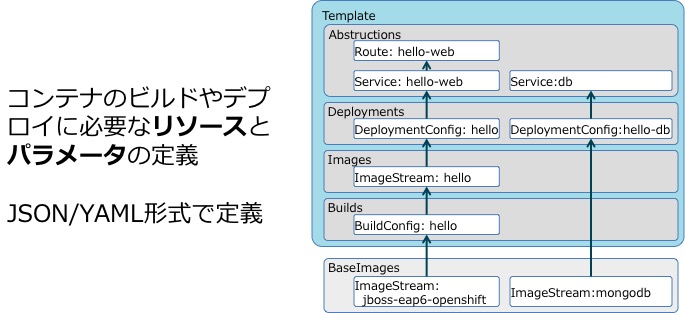 コンテナのビルドやデプ
ロイに必要なリソースと
パラメータの定義
JSON/YAML形式で定義
Template
Abstructions
Route: hello-web
Service: hello-web
Service:db
Deployments
DeploymentConfig: hello
DeploymentConfig:hello-db
Images
ImageStream: hello
Builds
BuildConfig: hello
BaseImages
ImageStream:
jboss-eap6-openshift
ImageStream:mongodb